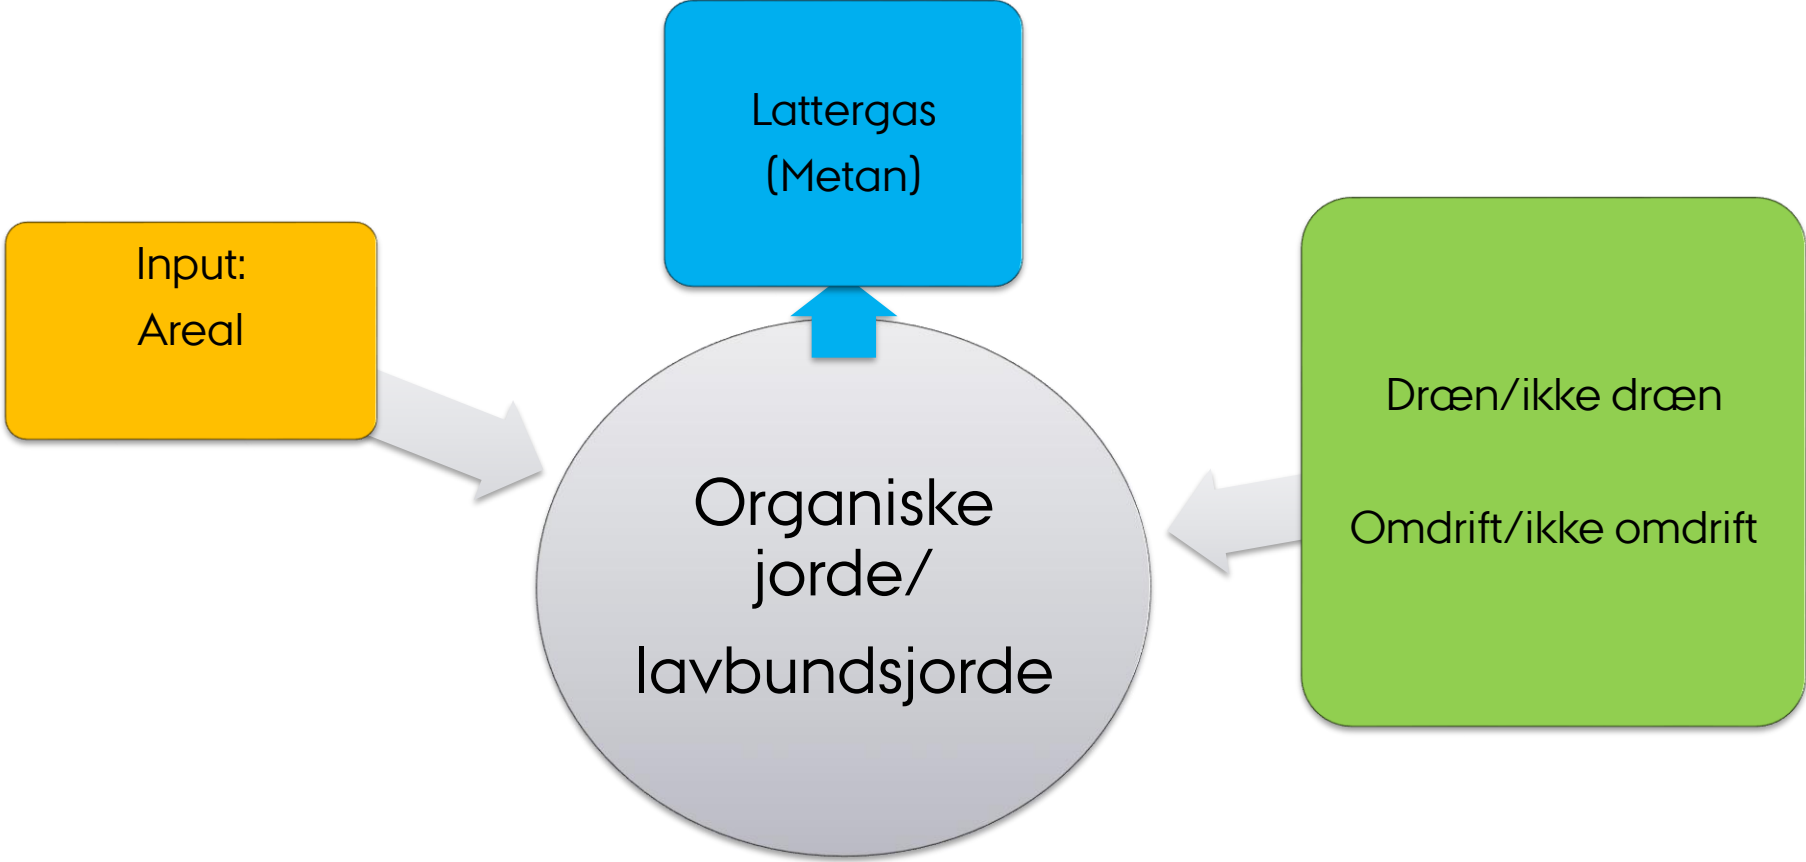 Lattergas
(Metan)
Input:
Areal
Dræn/ikke dræn
Omdrift/ikke omdrift
Organiske
jorde/
lavbundsjorde